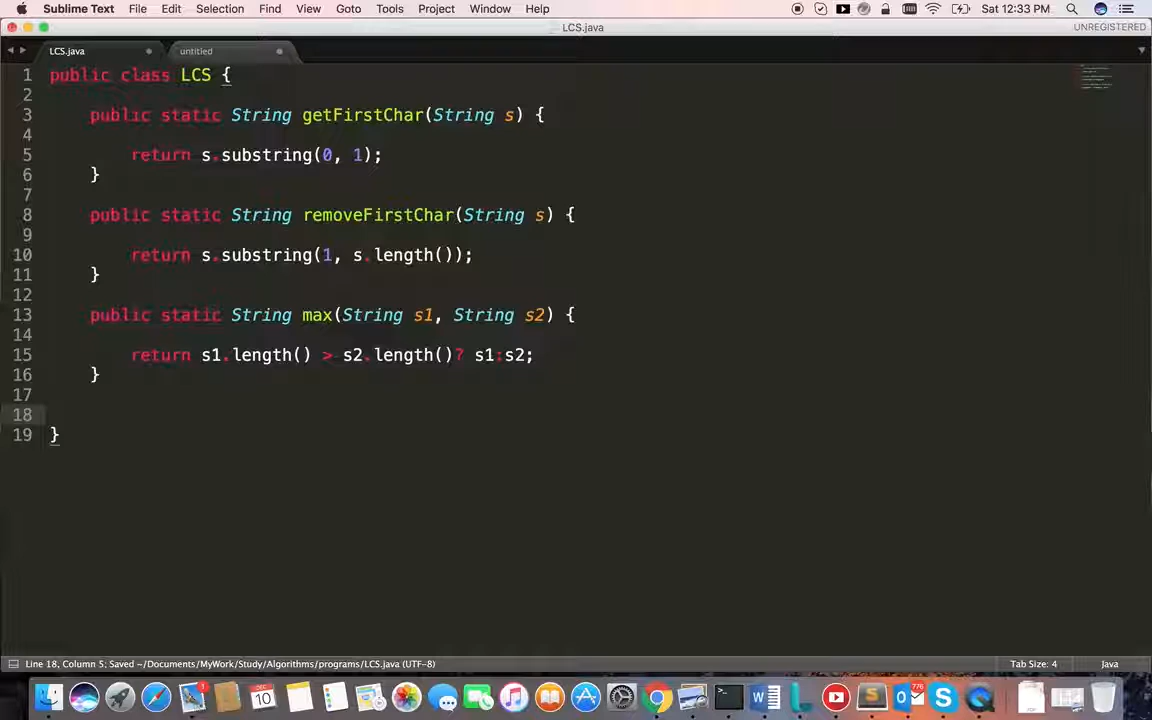 Sublime Text File Edit Selection Find View Goto Tools Project Window Help Sat 12:33 PM
LCS.java UNREGISTERED
LCS.java untitled
1 public class LCS {
2
3 public static String getFirstChar(String s) {
4
5 return s.substring(0, 1);
6 }
7
8 public static String removeFirstChar(String s) {
9
10 return s.substring(1, s.length());
11 }
12
13 public static String max(String s1, String s2) {
14
15 return s1.length() > s2.length()? s1:s2;
16 }
17
18
19 }
Line 18, Column 5; Saved ~/Documents/MyWork/Study/Algorithms/programs/LCS.java (UTF-8) Tab Size: 4 Java